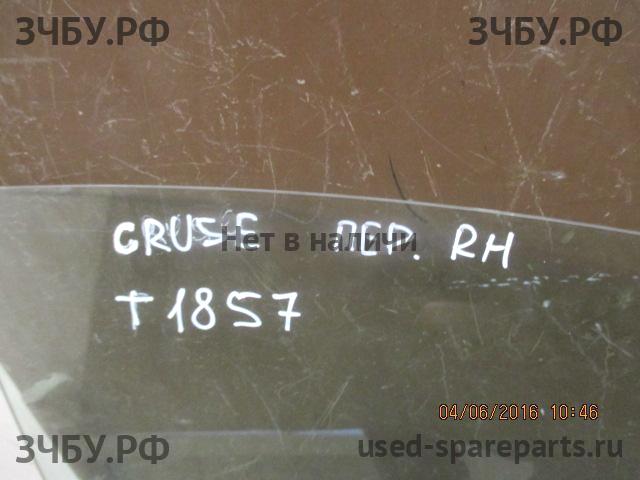 ЗЧБУ.РФ ЗЧБУ.РФ
CRUSE ПЕР. RH
Нет в наличии
T1857
04/06/2016 10:46
ЗЧБУ.РФ used-spareparts.ru